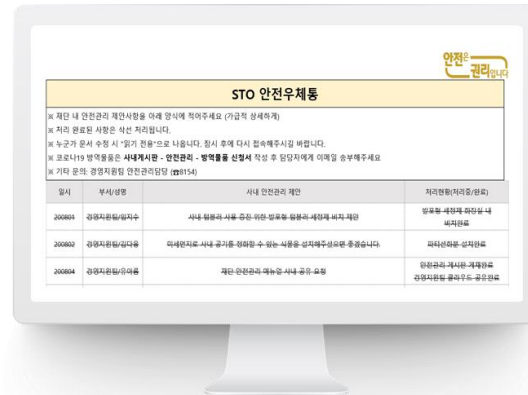 안전은
권리입니다
STO 안전우체통
※ 재단 내 안전관리 제안사항을 아래 양식에 적어주세요 (가급적 상세하게)
※ 처리 완료된 사항은 삭선 처리됩니다.
※ 누군가 문서 수정 시 "읽기 전용"으로 나옵니다. 잠시 후에 다시 접속해주시길 바랍니다.
※ 코로나19 방역물품은 사내게시판 - 안전관리 - 방역물품 신청서 작성 후 담당자에게 이메일 송부해주세요
※ 기타 문의: 경영지원팀 안전관리담당 (☎8154)
일시 부서/성명 사내 안전관리 제안 처리현황(처리중/완료)
200801 경영지원팀/임지수 사내 텀블러 사용 증진 위한 발포형 텀블러 세정제 비치 제안 발포형 세정제 화장실 내
비치완료
200802 경영지원팀/김다용 미세먼지로 사내 공기를 정화할 수 있는 식물을 설치해주셨으면 좋겠습니다. 파티션화분 설치완료
200804 경영지원팀/유아름 재단 안전관리 매뉴얼 사내 공유 요청 안전관리 게시판 게재완료
경영지원팀 클라우드 공유완료